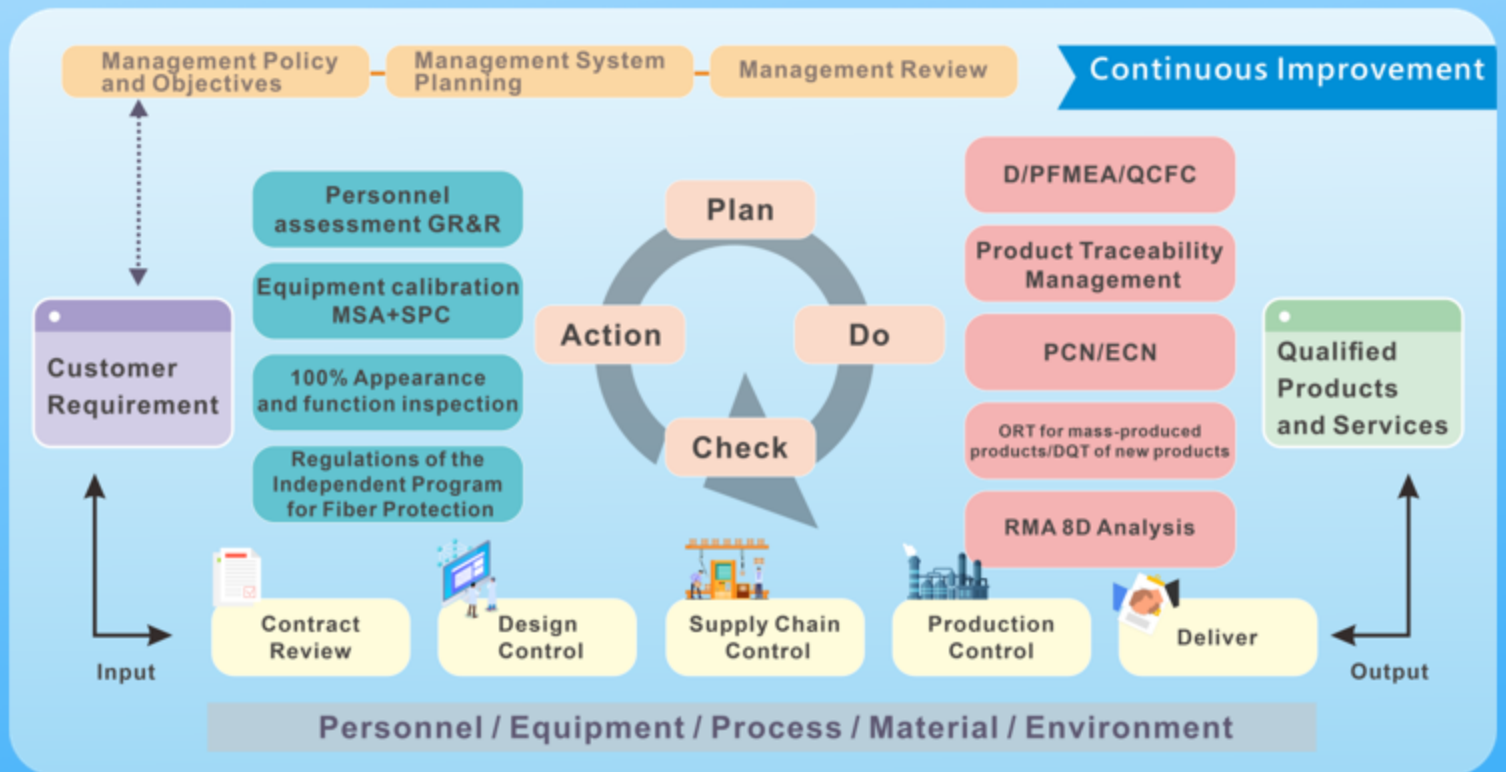 Management Policy
and Objectives
Management System
Planning
Management Review
Continuous Improvement
Customer
Requirement
Personnel
assessment GR&R
Equipment calibration
MSA+SPC
100% Appearance
and function inspection
Regulations of the
Independent Program
for Fiber Protection
Plan
Action
Do
Check
D/PFMEA/QCFC
Product Traceability
Management
PCN/ECN
ORT for mass-produced
products/DQT of new products
RMA 8D Analysis
Qualified
Products
and Services
Input
Contract
Review
Design
Control
Supply Chain
Control
Production
Control
Deliver
Output
Personnel / Equipment / Process / Material / Environment